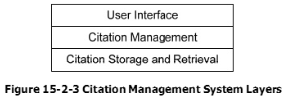 User Interface
Citation Management
Citation Storage and Retrieval
Figure 15-2-3 Citation Management System Layers